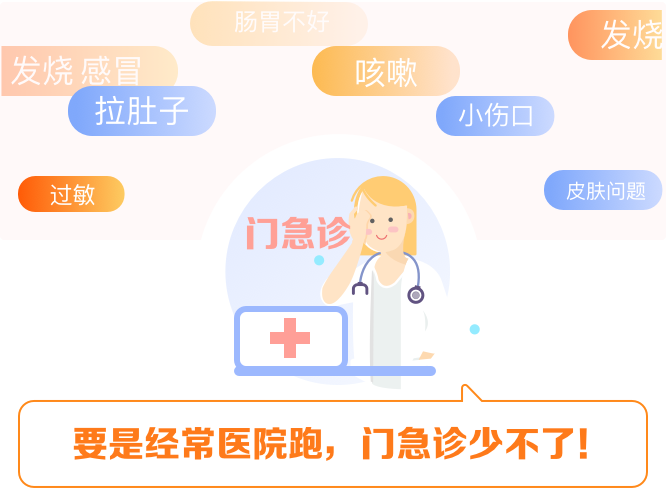 肠胃不好
发烧
发烧 感冒
咳嗽
拉肚子
小伤口
过敏
皮肤问题
门急诊
要是经常医院跑，门急诊少不了！